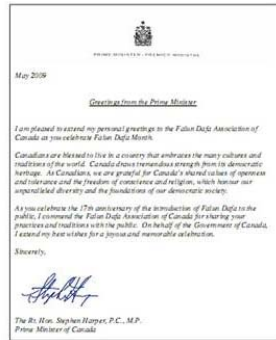 PRIME MINISTER · PREMIER MINISTRE
May 2009
Greetings from the Prime Minister
I am pleased to extend my personal greetings to the Falun Dafa Association of
Canada as you celebrate Falun Dafa Month.
Canadians are blessed to live in a country that embraces the many cultures and
traditions of the world. Canada draws tremendous strength from its democratic
heritage. As Canadians, we are grateful for Canada's shared values of openness
and tolerance and the freedom of conscience and religion, which honour our
unparalleled diversity and the foundations of our democratic society.
As you celebrate the 17th anniversary of the introduction of Falun Dafa to the
public, I commend the Falun Dafa Association of Canada for sharing your
practices and traditions with the public. On behalf of the Government of Canada,
I extend my best wishes for a joyous and memorable celebration.
Sincerely,
The Rt. Hon. Stephen Harper, P.C., M.P.
Prime Minister of Canada